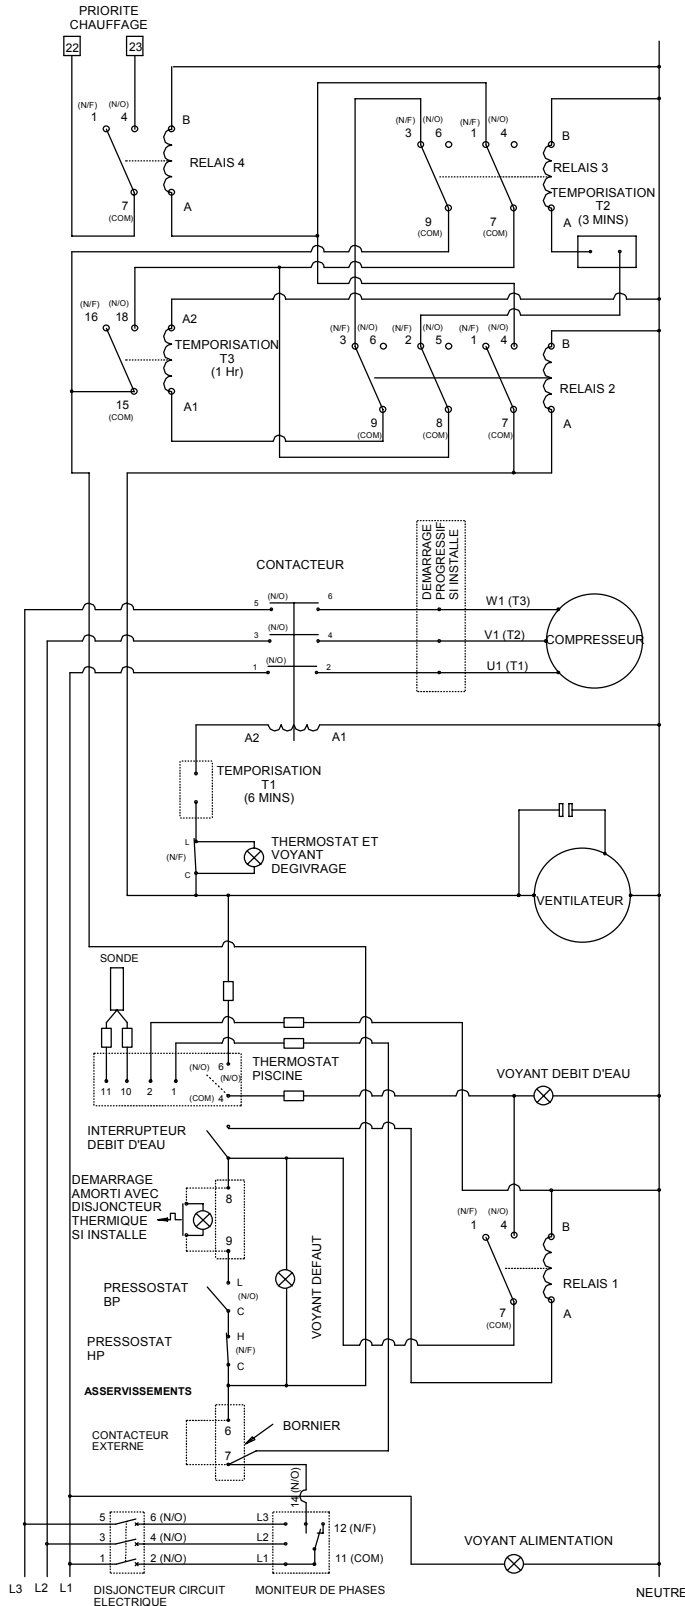 PRIORITE
CHAUFFAGE
22
23
(N/F) (N/O)
1 4
B
RELAIS 4
7
(COM)
A
(N/F) (N/O)
3 6
(N/F) (N/O)
1 4
B
RELAIS 3
TEMPORISATION
T2
(3 MINS)
9
(COM)
7
(COM)
A
(N/F) (N/O)
16 18
A2
TEMPORISATION
T3
(1 Hr)
15
(COM)
A1
(N/F) (N/O)
3 6
(N/F) (N/O)
2 5
(N/F) (N/O)
1 4
B
RELAIS 2
9
(COM)
8
(COM)
7
(COM)
A
DEMARRAGE
PROGRESSIF
SI INSTALLE
CONTACTEUR
5 (N/O) 6
W1 (T3)
3 (N/O) 4
V1 (T2)
COMPRESSEUR
1 (N/O) 2
U1 (T1)
A2 A1
TEMPORISATION
T1
(6 MINS)
L
(N/F)
C
THERMOSTAT ET
VOYANT
DEGIVRAGE
VENTILATEUR
SONDE
11 10 2 1
(N/O) 6
(N/O)
(COM) 4
THERMOSTAT
PISCINE
VOYANT DEBIT D'EAU
INTERRUPTEUR
DEBIT D'EAU
DEMARRAGE
AMORTI AVEC
DISJONCTEUR
THERMIQUE
SI INSTALLE
8
9
VOYANT DEFAUT
(N/F) (N/O)
1 4
B
RELAIS 1
7
(COM)
A
PRESSOSTAT
BP
L
(N/O)
C
PRESSOSTAT
HP
H
(N/F)
C
ASSERVISSEMENTS
CONTACTEUR
EXTERNE
6
7
BORNIER
14 (N/O)
5 6 (N/O)
3 4 (N/O)
1 2 (N/O)
L3
L2
L1
12 (N/F)
11 (COM)
VOYANT ALIMENTATION
L3 L2 L1
DISJONCTEUR CIRCUIT
ELECTRIQUE
MONITEUR DE PHASES
NEUTRE